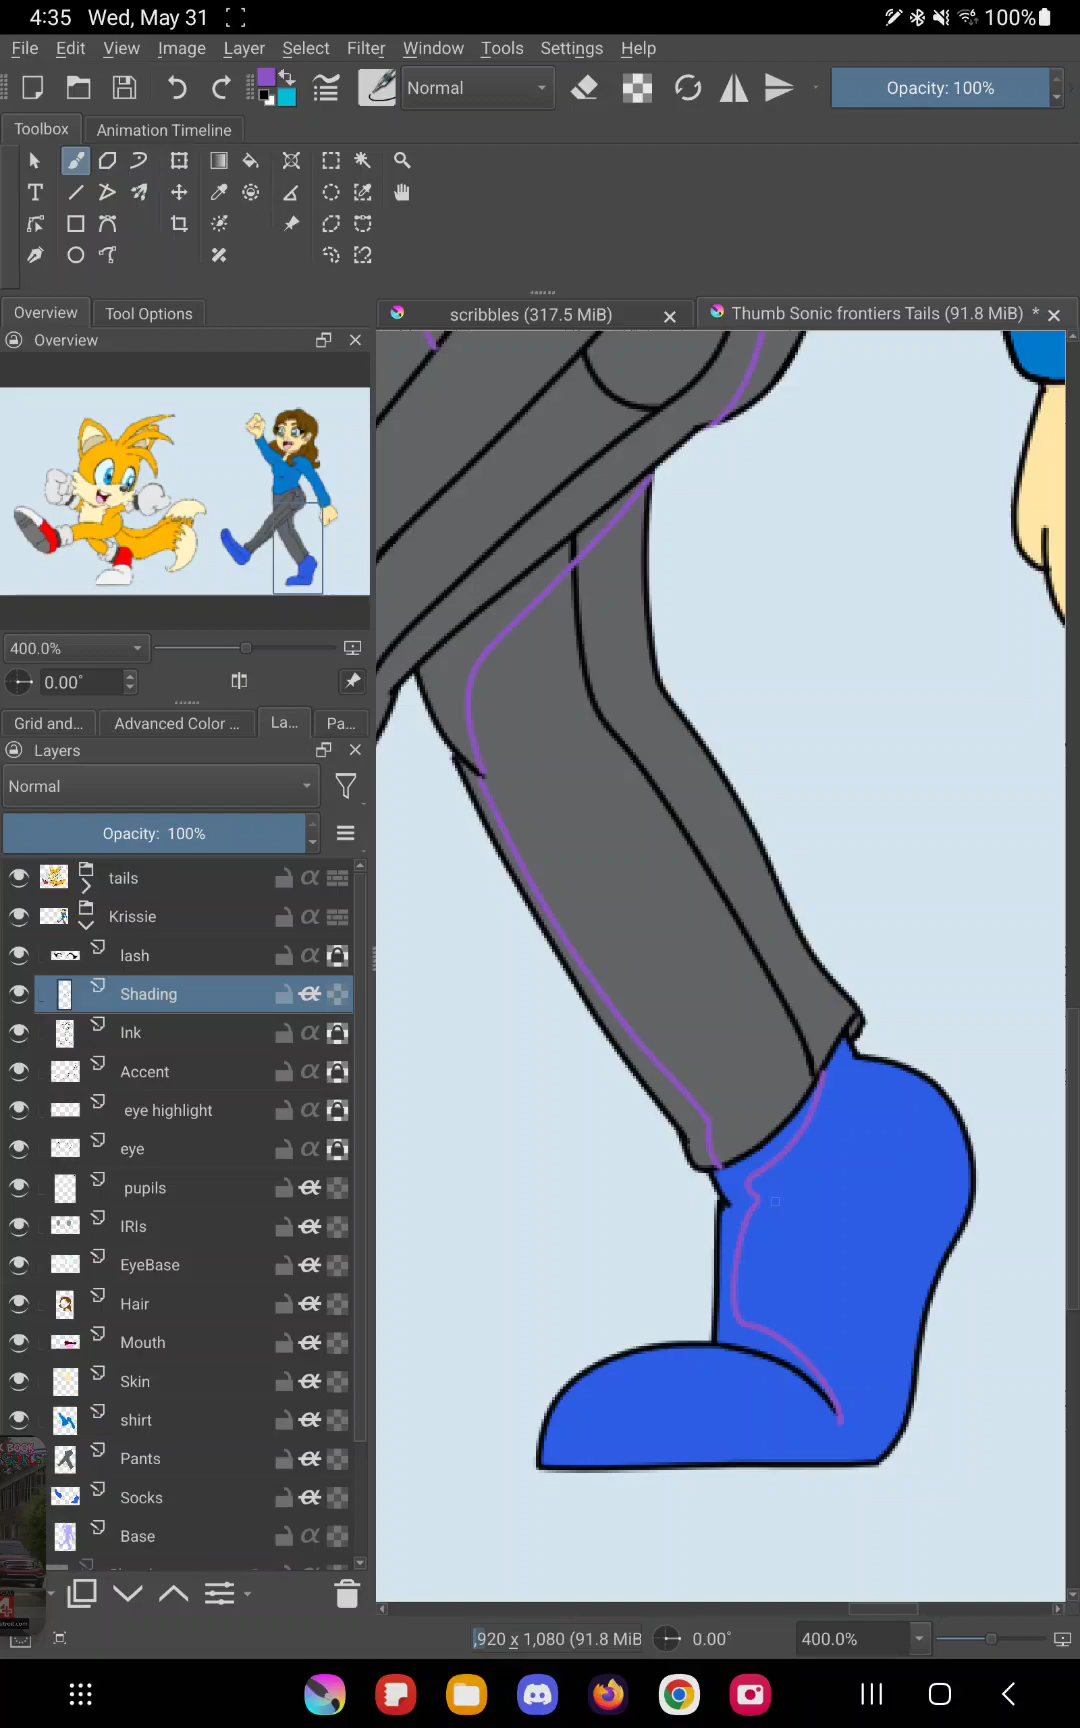 4:35 Wed, May 31
100%
File Edit View Image Layer Select Filter Window Tools Settings Help
Normal
Opacity: 100%
Toolbox
Animation Timeline
Overview
Tool Options
scribbles (317.5 MiB)
Thumb Sonic frontiers Tails (91.8 MiB) *
Overview
400.0%
0.00°
Grid and...
Advanced Color ...
La...
Pa...
Layers
Normal
Opacity: 100%
tails
Krissie
lash
Shading
Ink
Accent
eye highlight
eye
pupils
IRIs
EyeBase
Hair
Mouth
Skin
shirt
Pants
Socks
Base
,920 x 1,080 (91.8 MiB
0.00°
400.0%